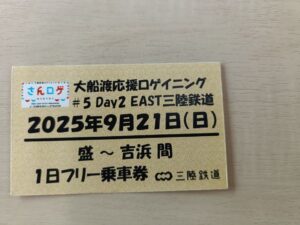 さんロゲ
大船渡応援ロゲイニング
#5 Day2 EAST三陸鉄道
2025年9月21日(日)
盛 ~ 吉浜 間
1日フリー乗車券
三陸鉄道